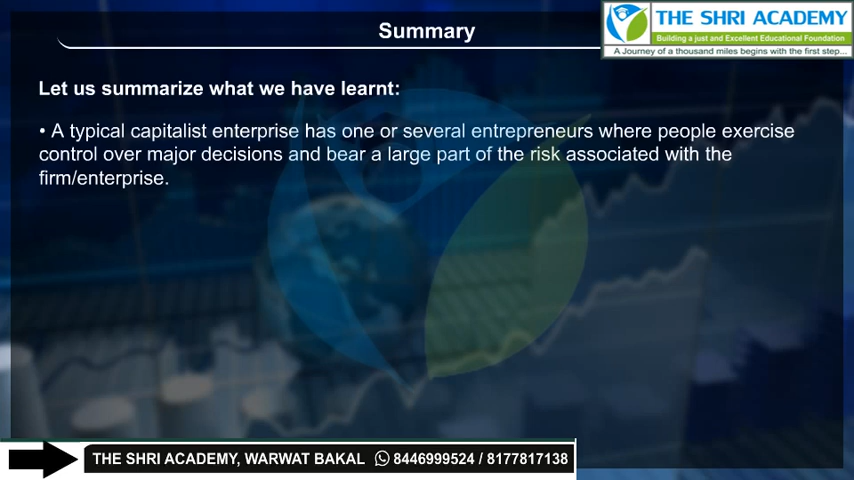 Summary
THE SHRI ACADEMY
Building a just and Excellent Educational Foundation
A Journey of a thousand miles begins with the first step...
Let us summarize what we have learnt:
• A typical capitalist enterprise has one or several entrepreneurs where people exercise
control over major decisions and bear a large part of the risk associated with the
firm/enterprise.
THE SHRI ACADEMY, WARWAT BAKAL 8446999524 / 8177817138